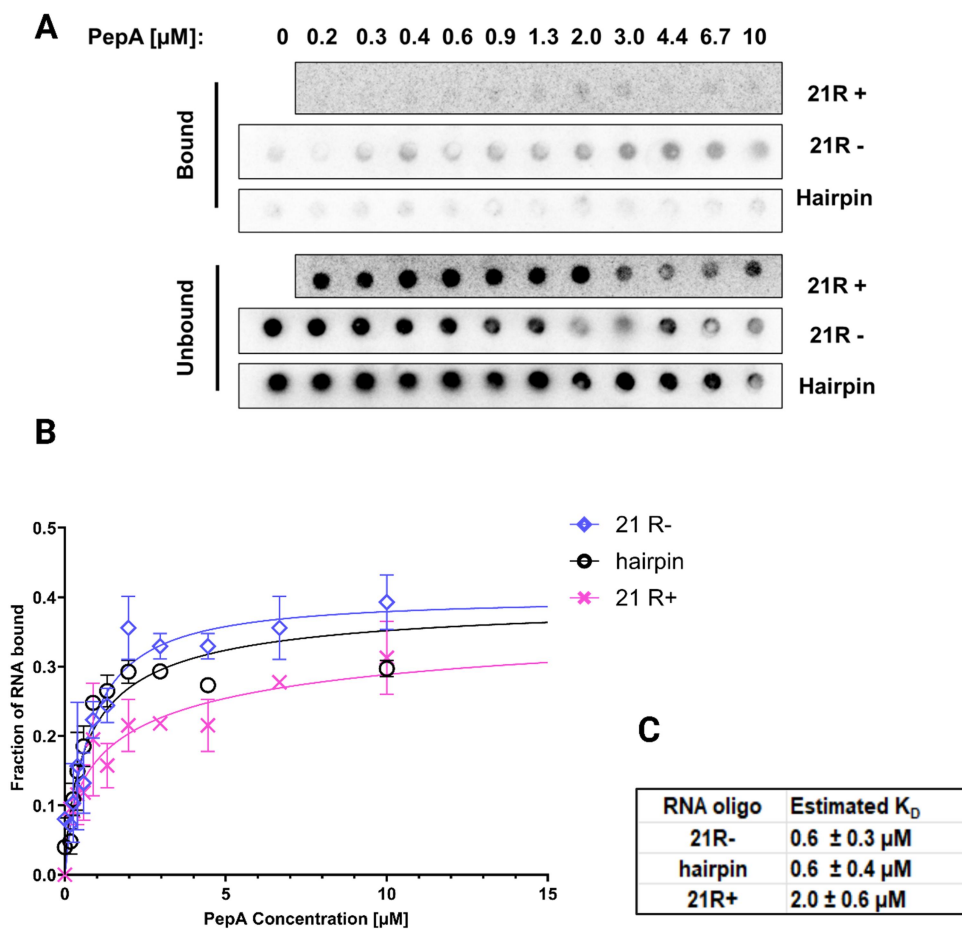 A
PepA [µM]: 0 0.2 0.3 0.4 0.6 0.9 1.3 2.0 3.0 4.4 6.7 10
Bound
21R +
21R -
Hairpin
Unbound
21R +
21R -
Hairpin
B
0.5
0.4
0.3
0.2
0.1
0.0
Fraction of RNA bound
0 5 10 15
PepA Concentration [µM]
21 R-
hairpin
21 R+
C
RNA oligo Estimated KD
21R- 0.6 ± 0.3 µM
hairpin 0.6 ± 0.4 µM
21R+ 2.0 ± 0.6 µM